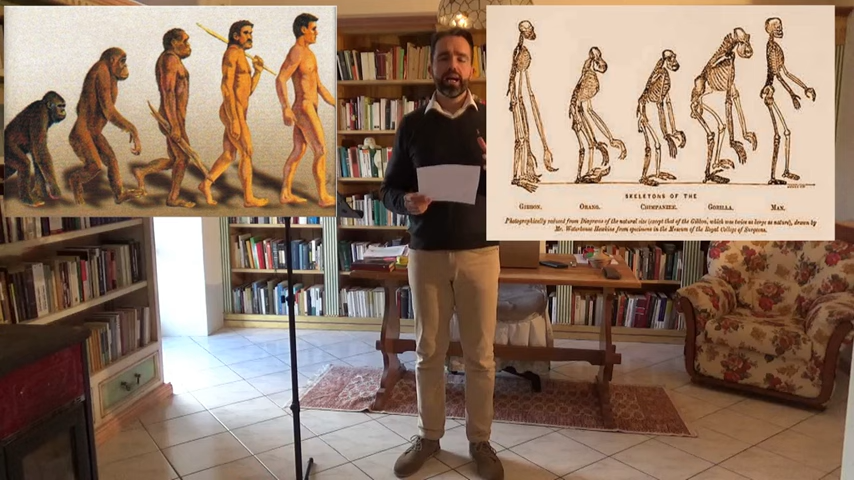 SKELETONS OF THE
GIBBON. ORANG. CHIMPANZEE. GORILLA. MAN.
Photographically reduced from Diagrams of the natural size (except that of the Gibbon, which was twice as large as nature), drawn by
Mr. Waterhouse Hawkins from specimens in the Museum of the Royal College of Surgeons.